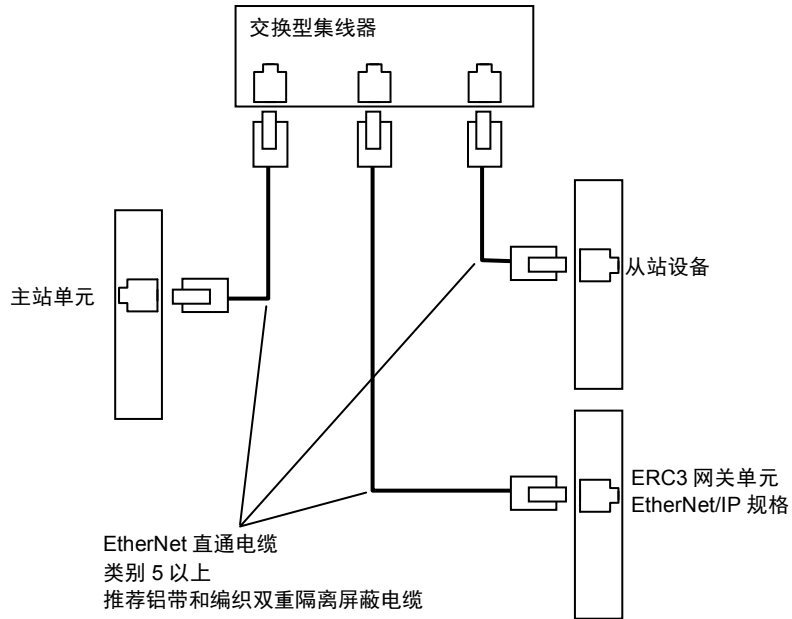 交换型集线器
主站单元
从站设备
ERC3 网关单元
EtherNet/IP 规格
EtherNet 直通电缆
类别 5 以上
推荐铝带和编织双重隔离屏蔽电缆